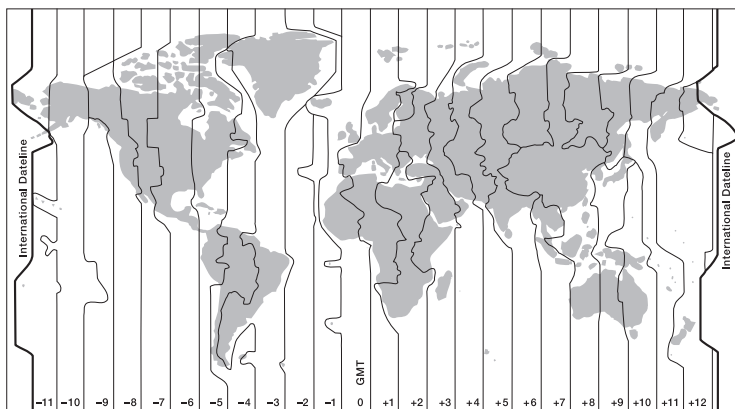 International Dateline
International Dateline
GMT
–11 –10 –9 –8 –7 –6 –5 –4 –3 –2 –1 0 +1 +2 +3 +4 +5 +6 +7 +8 +9 +10 +11 +12